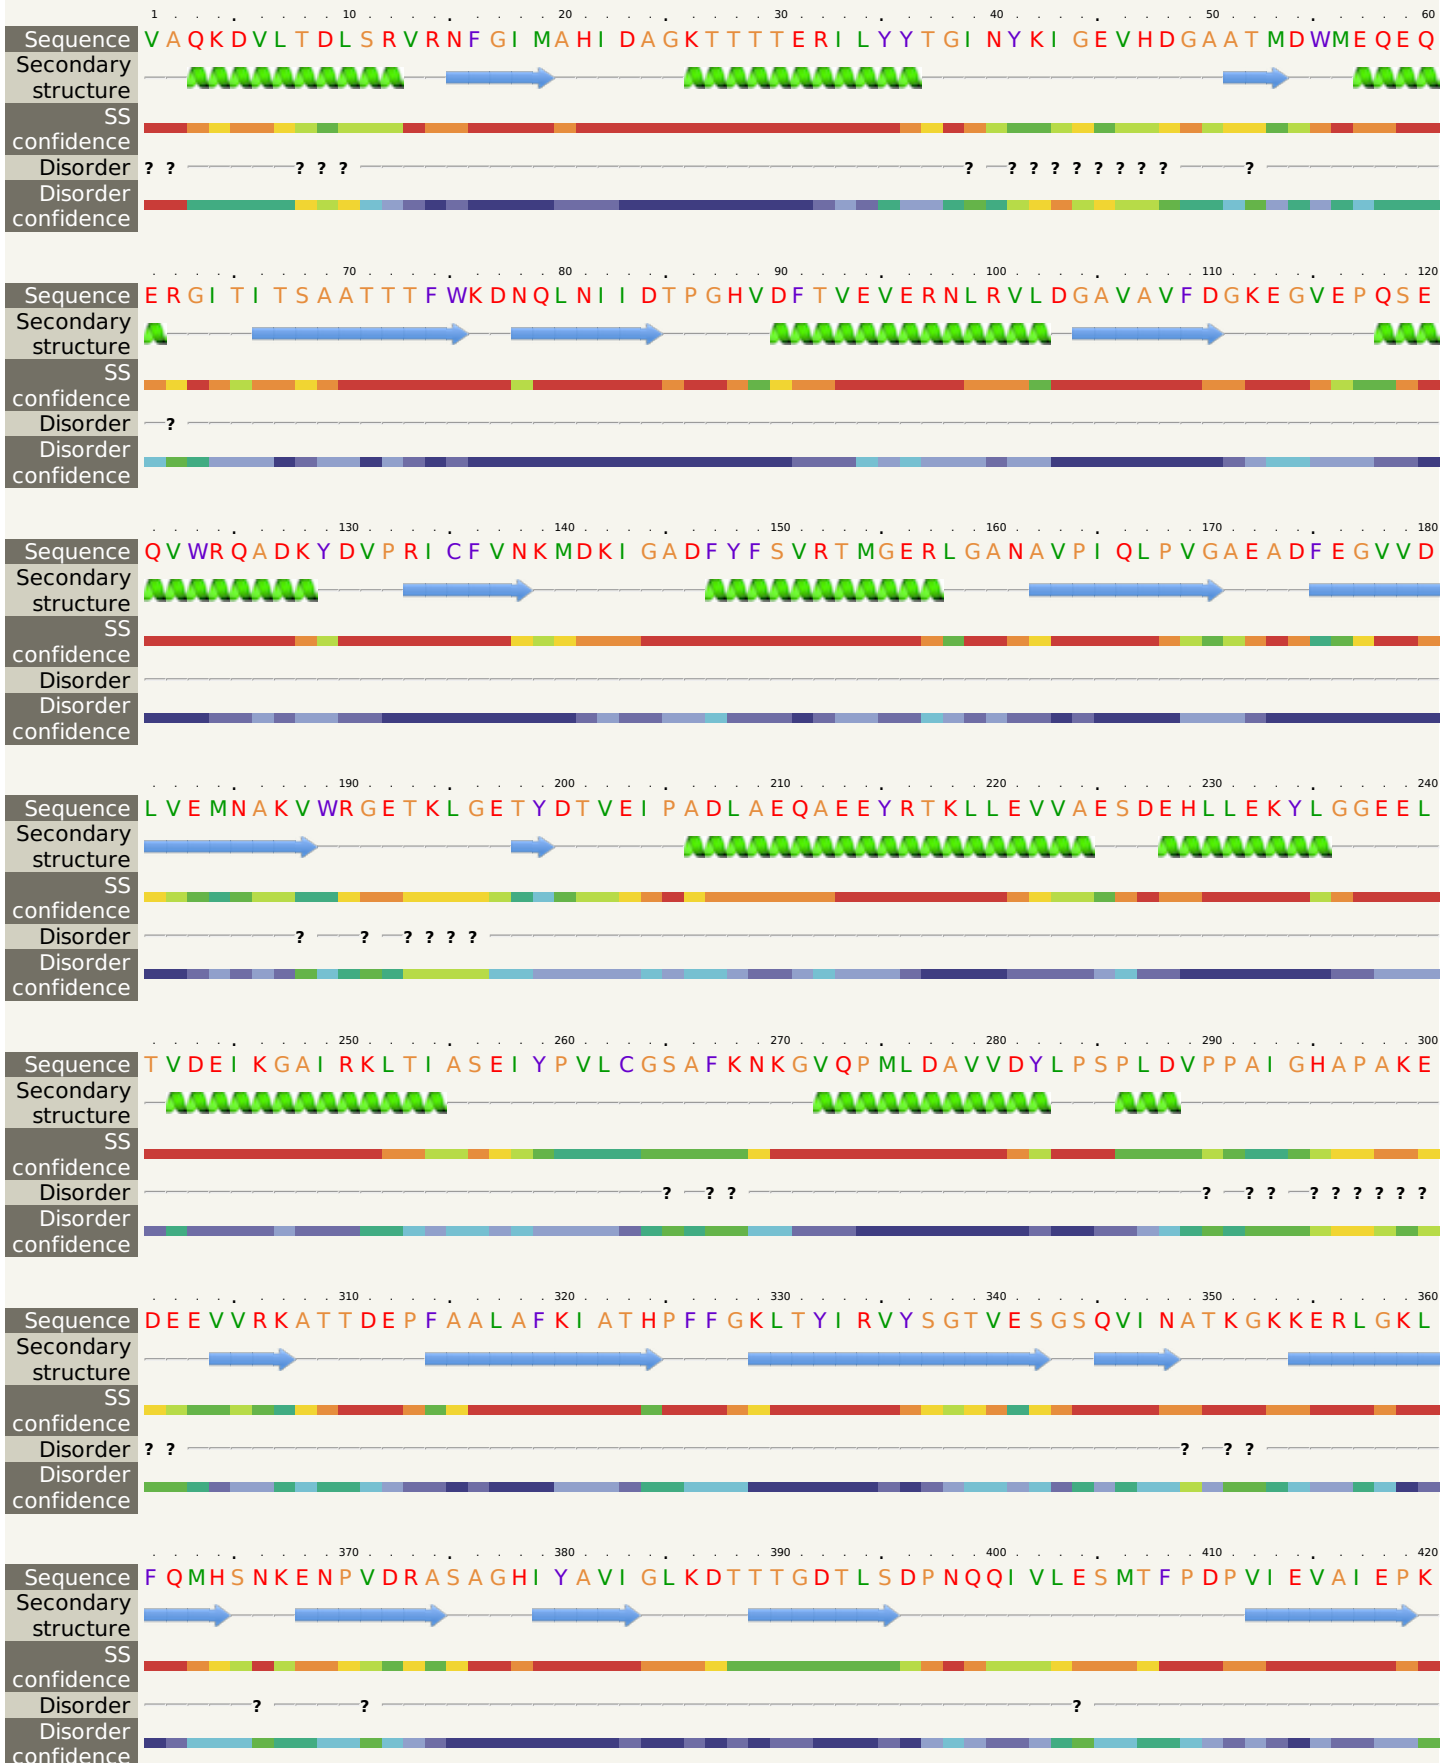 1 10 20 30 40 50 60
Sequence VAQKDVLTDLSRVRNFGIMAHIDAGKTTTTERILYYTGINYKIGEVHDGAATMDWMEQEQ
Secondary
structure
SS
confidence
Disorder ? ? ? ? ? ? ? ? ? ? ? ? ? ? ?
Disorder
confidence
70 80 90 100 110 120
Sequence ERGITITSAATTTFWKDNQLNIIDTPGHVDFTVEVERNLRVLDGAVAVFDGKEGVEPQSE
Secondary
structure
SS
confidence
Disorder ?
Disorder
confidence
130 140 150 160 170 180
Sequence QVWRQADKYDVPRICFVNKMDKIGADFYFSVRTMGERLGANAVPIQLPVGAEADFEGVVD
Secondary
structure
SS
confidence
Disorder
Disorder
confidence
190 200 210 220 230 240
Sequence LVEMNAKVWRGETKLGETYDTVEIPADLAEQAEEYRTKLLEVVAESDEHLLEKYLGGEEL
Secondary
structure
SS
confidence
Disorder ? ? ? ? ? ?
Disorder
confidence
250 260 270 280 290 300
Sequence TVDEIKGAIRKLTIASEIYPVLCGSAFKNKGVQPMLDAVVDYLPSPLDVPPAIGHAPAKE
Secondary
structure
SS
confidence
Disorder ? ? ? ? ? ? ? ? ? ? ? ?
Disorder
confidence
310 320 330 340 350 360
Sequence DEEVVRKATTDEPFAALAFKIATHPFFGKLTYIRVYSGTVESGSQVINATKGKKERLGKL
Secondary
structure
SS
confidence
Disorder ? ? ? ? ?
Disorder
confidence
370 380 390 400 410 420
Sequence FQMHSNKENPVDRASAGHIYAVIGLKDTTTGDTLSDPNQQIVLESMTFPDPVIEVAIEPK
Secondary
structure
SS
confidence
Disorder ? ? ?
Disorder
confidence